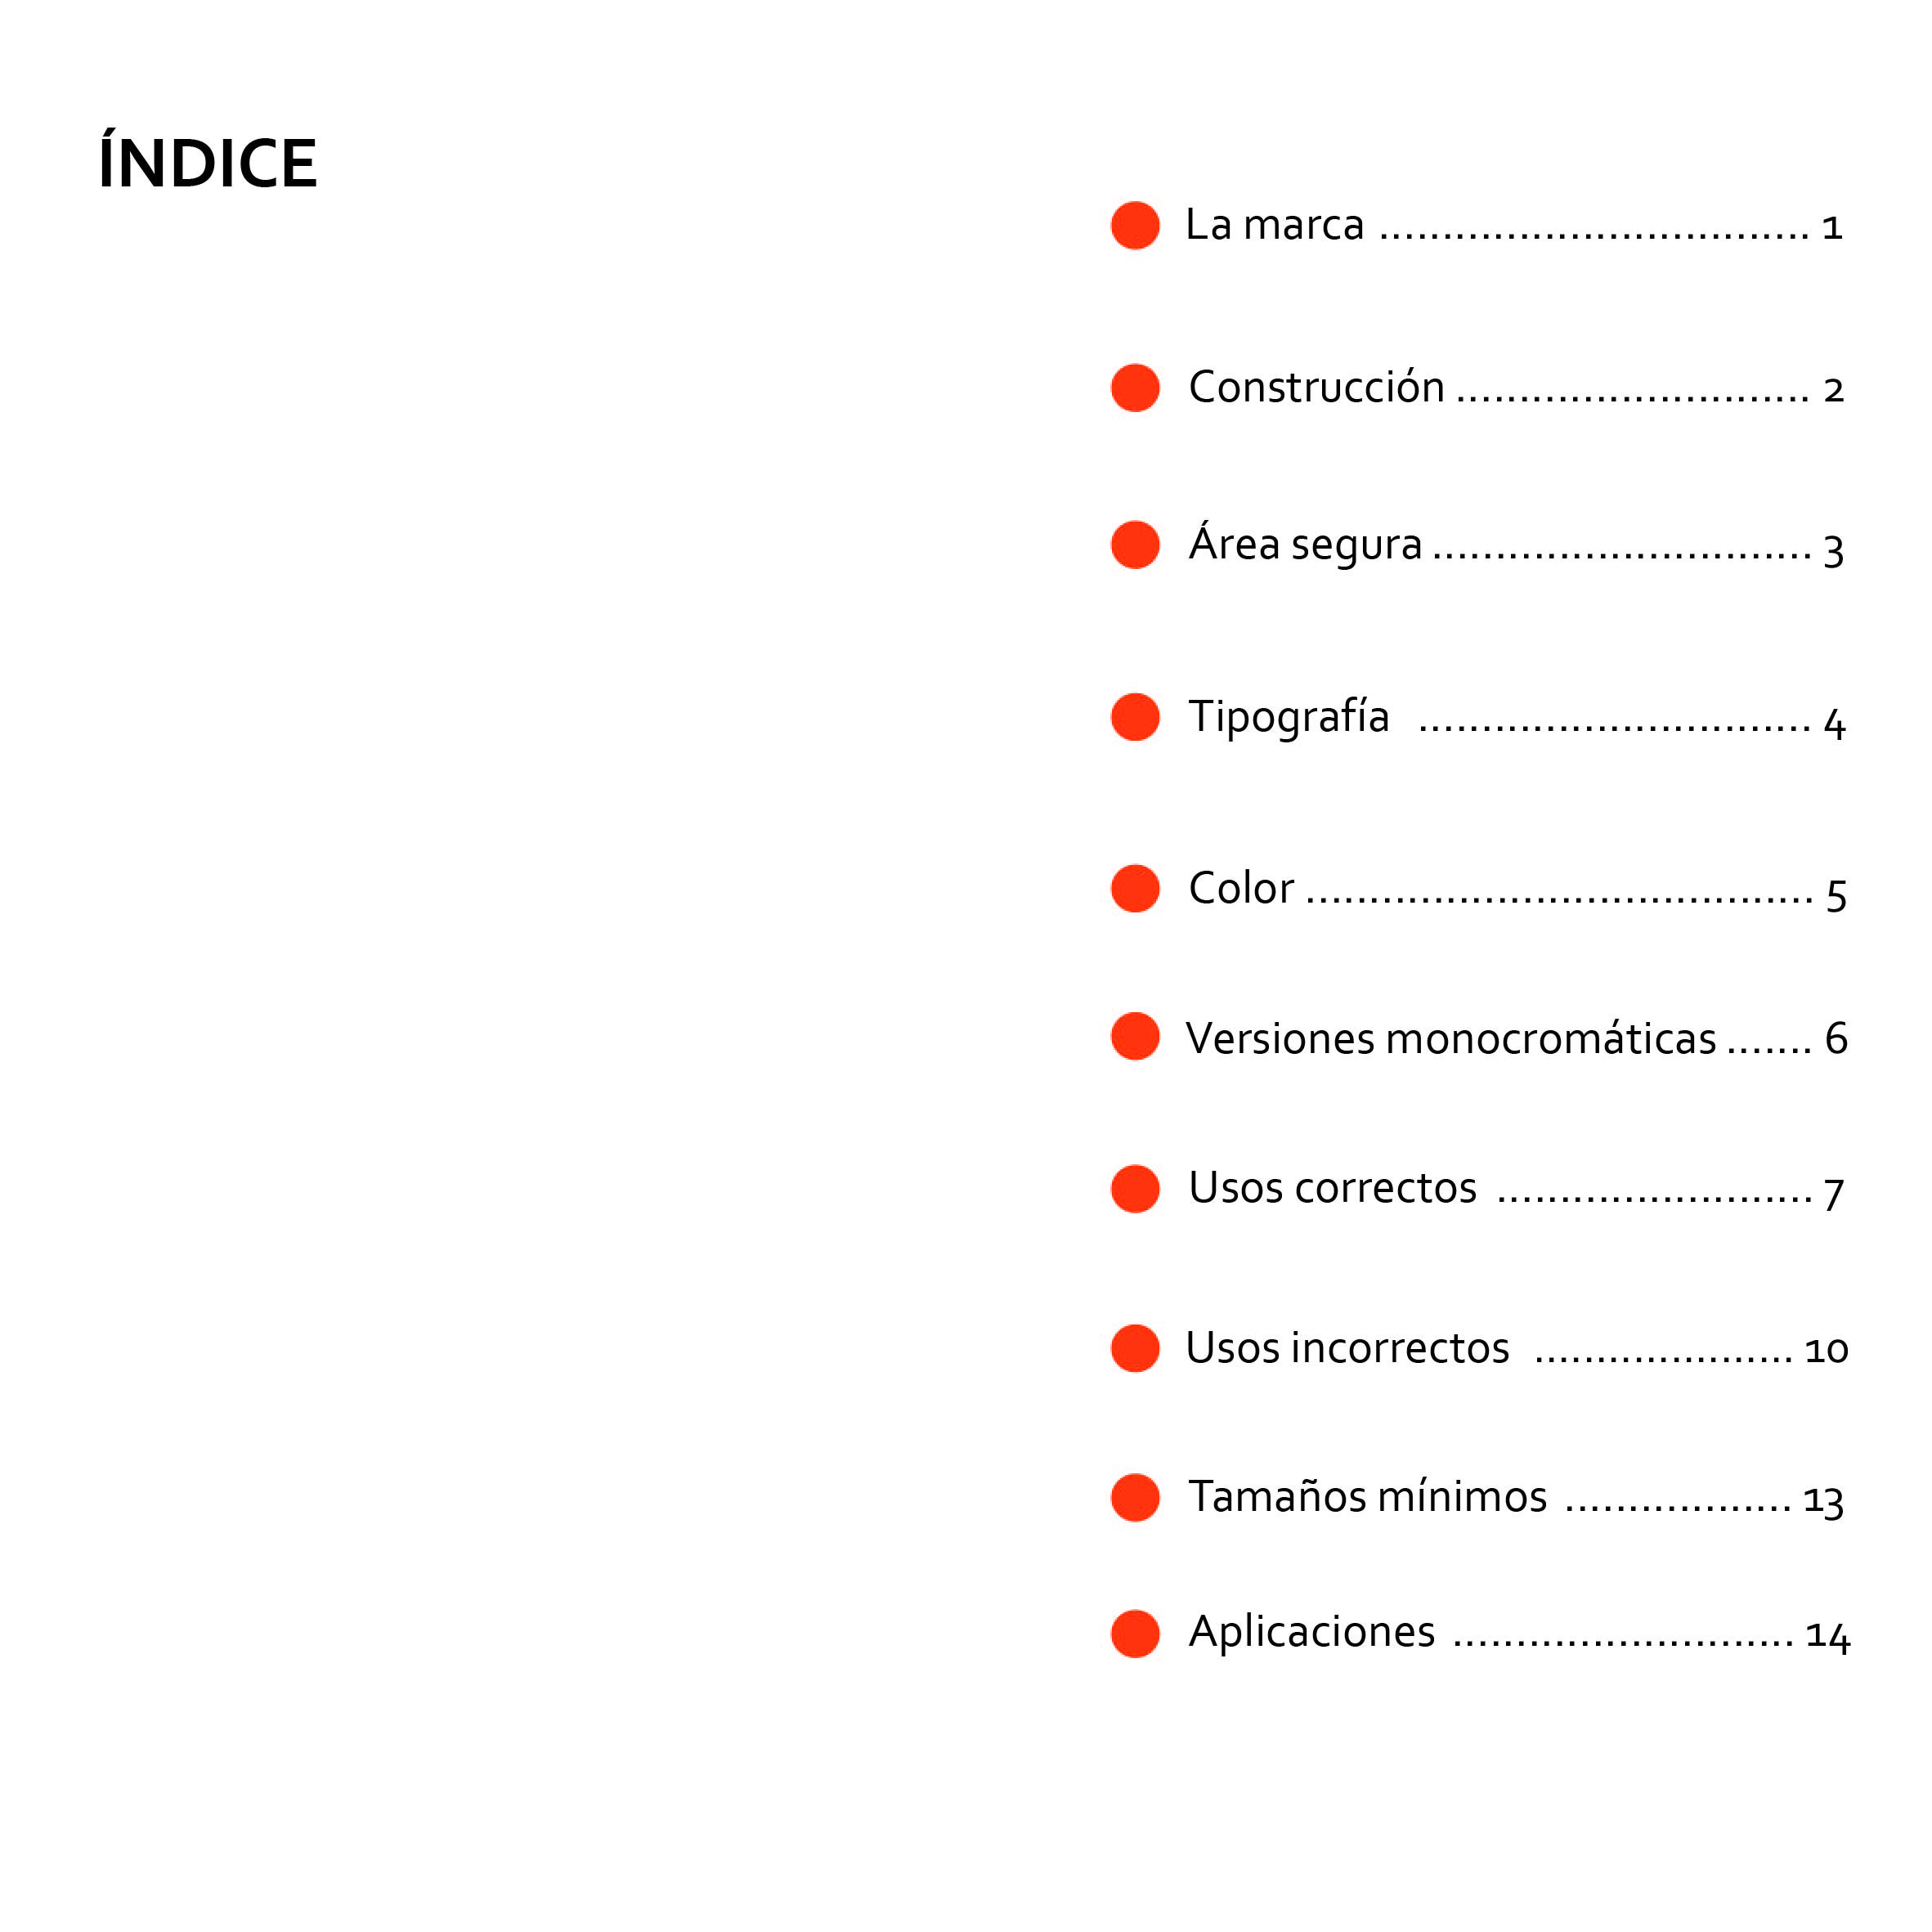 ÍNDICE
La marca .................................. 1
Construcción ............................ 2
Área segura .............................. 3
Tipografía ............................... 4
Color ........................................ 5
Versiones monocromáticas ....... 6
Usos correctos ......................... 7
Usos incorrectos ..................... 10
Tamaños mínimos .................. 13
Aplicaciones ........................... 14